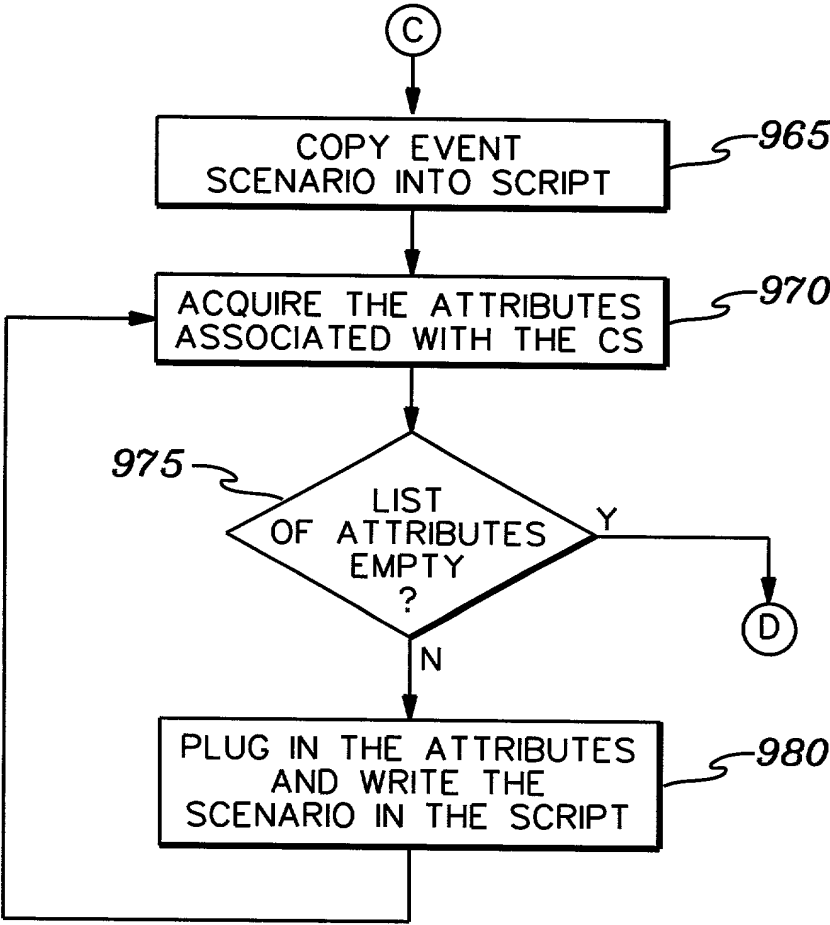 C
COPY EVENT
SCENARIO INTO SCRIPT
965
ACQUIRE THE ATTRIBUTES
ASSOCIATED WITH THE CS
970
975
LIST
OF ATTRIBUTES
EMPTY
?
Y
D
N
PLUG IN THE ATTRIBUTES
AND WRITE THE
SCENARIO IN THE SCRIPT
980